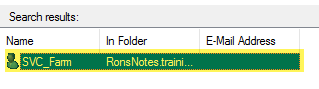 Search results:
Name In Folder E-Mail Address
SVC_Farm RonsNotes.traini...